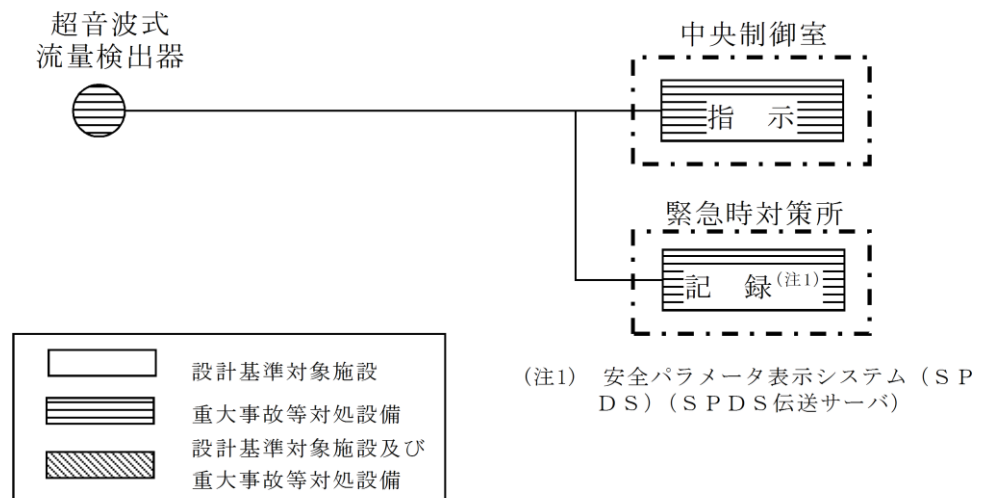 超音波式
流量検出器
中央制御室
指　示
緊急時対策所
記　録(注1)
設計基準対象施設
重大事故等対処設備
設計基準対象施設及び
重大事故等対処設備
(注1)　安全パラメータ表示システム（ＳＰ
ＤＳ）（ＳＰＤＳ伝送サーバ）